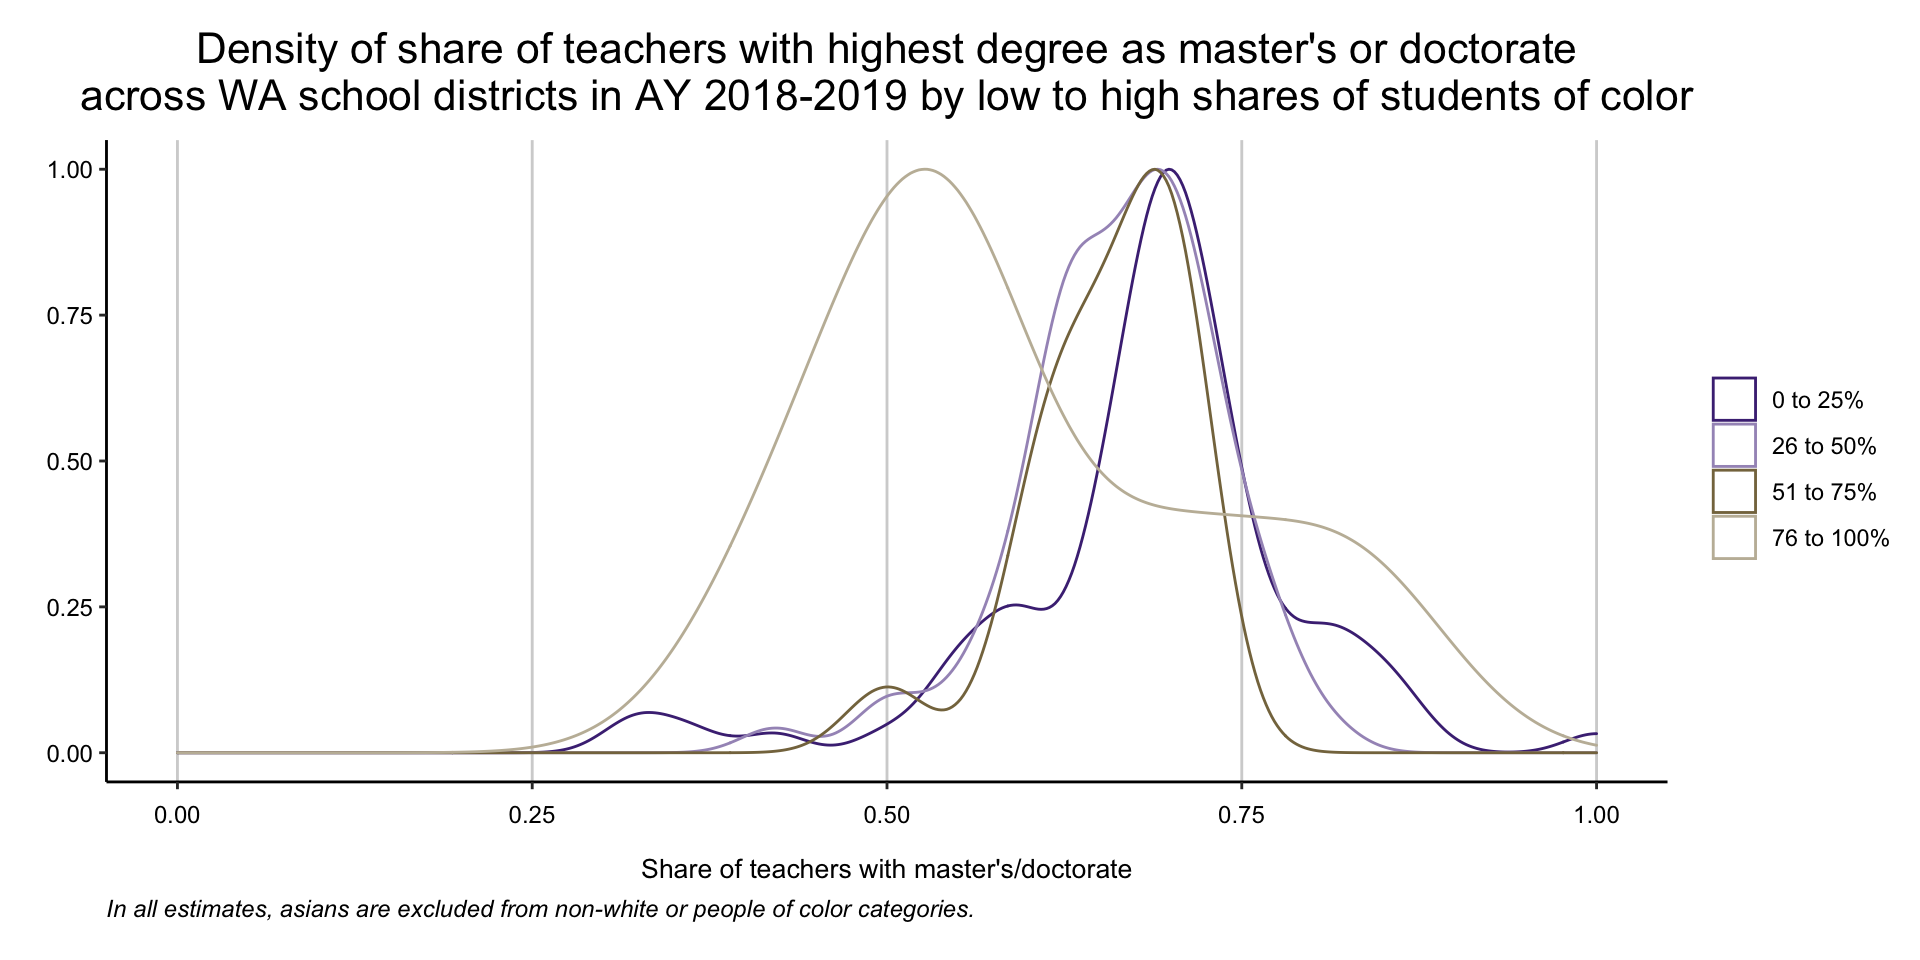 Density of share of teachers with highest degree as master's or doctorate
across WA school districts in AY 2018-2019 by low to high shares of students of color
1.00
0.75
0.50
0.25
0.00
0.00 0.25 0.50 0.75 1.00
Share of teachers with master's/doctorate
0 to 25%
26 to 50%
51 to 75%
76 to 100%
In all estimates, asians are excluded from non-white or people of color categories.